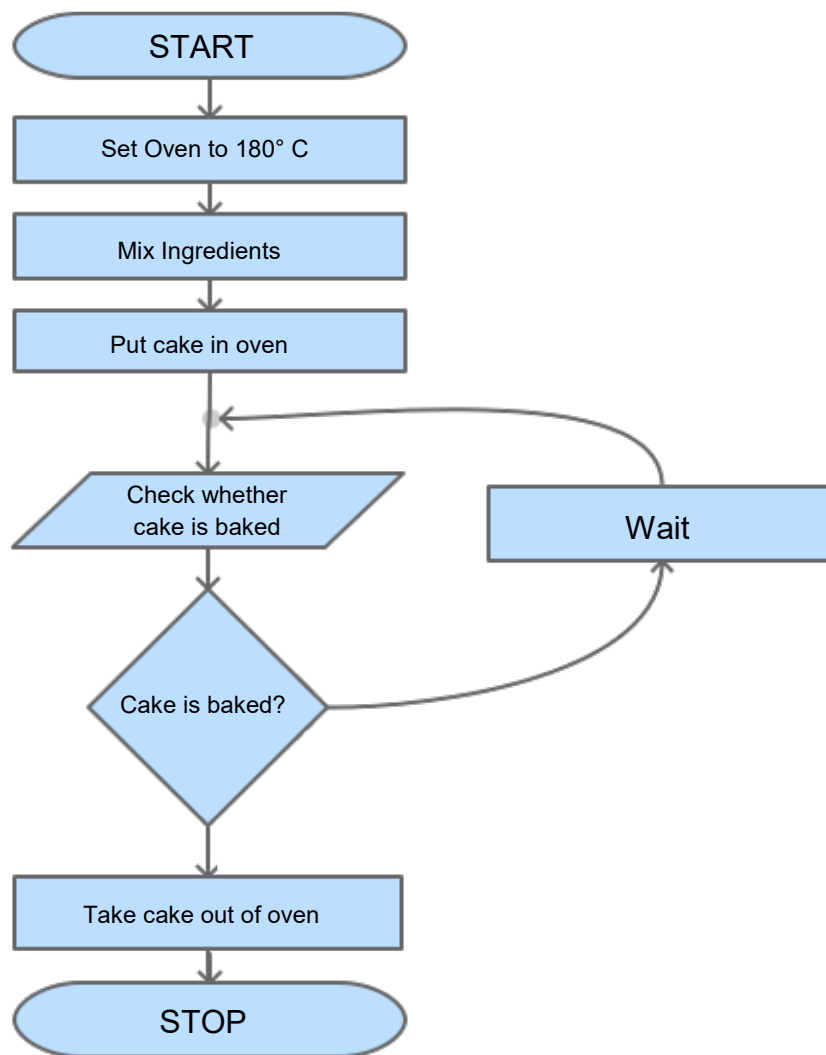 START
Set Oven to 180° C
Mix Ingredients
Put cake in oven
Check whether
cake is baked
Wait
Cake is baked?
Take cake out of oven
STOP